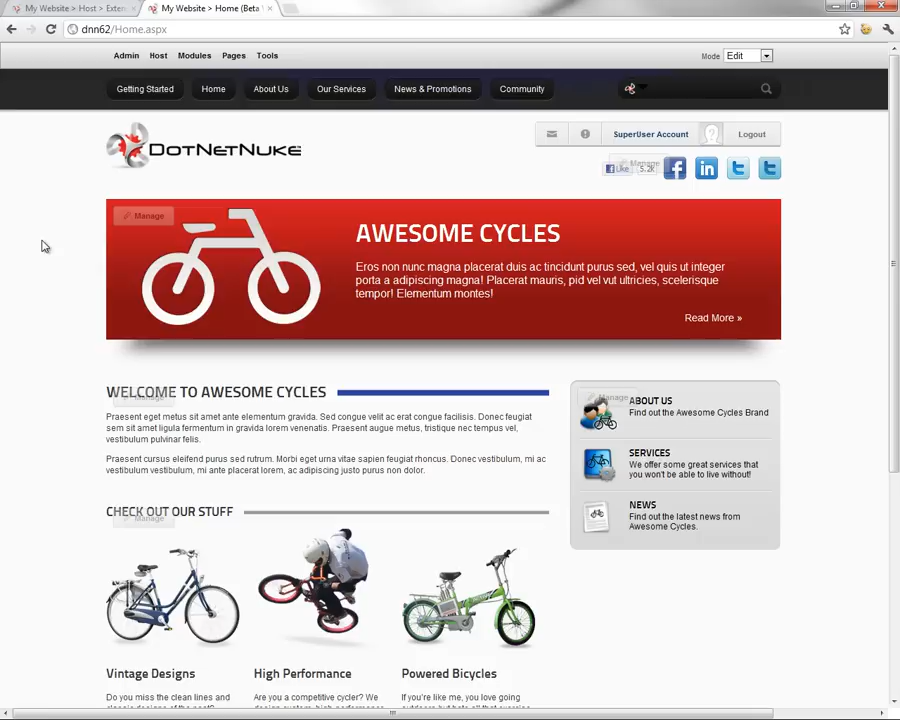 My Website > Host > Exten
My Website > Home (Beta
dnn62/Home.aspx
Admin Host Modules Pages Tools
Mode Edit
Getting Started Home About Us Our Services News & Promotions Community
DotNetNuke
SuperUser Account Logout
Manage
Like 5.2k
Manage
AWESOME CYCLES
Eros non nunc magna placerat duis ac tincidunt purus sed, vel quis ut integer
porta a adipiscing magna! Placerat mauris, pid vel vut ultricies, scelerisque
tempor! Elementum montes!
Read More »
WELCOME TO AWESOME CYCLES
Manage
Praesent eget metus sit amet ante elementum gravida. Sed congue velit ac erat congue facilisis. Donec feugiat
sem sit amet ligula fermentum in gravida lorem venenatis. Praesent augue metus, tristique nec tempus vel,
vestibulum pulvinar felis.
Praesent cursus eleifend purus sed rutrum. Morbi eget urna vitae sapien feugiat rhoncus. Donec vestibulum, mi ac
vestibulum vestibulum, mi ante placerat lorem, ac adipiscing justo purus non dolor.
Manage
ABOUT US
Find out the Awesome Cycles Brand
SERVICES
We offer some great services that
you won't be able to live without!
NEWS
Find out the latest news from
Awesome Cycles.
CHECK OUT OUR STUFF
Manage
Vintage Designs
Do you miss the clean lines and
High Performance
Are you a competitive cyclist? We
Powered Bicycles
If you're like me, you love going